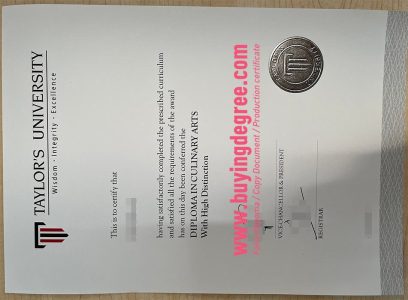 TAYLOR'S UNIVERSITY
Wisdom · Integrity · Excellence
This is to certify that
having satisfactorily completed the prescribed curriculum
and satisfied all the requirements of the award
has on this day been conferred the
DIPLOMA IN CULINARY ARTS
With High Distinction
www.buyingdegree.com
/ Copy Document / Production certificate
VICE-CHANCELLOR & PRESIDENT
REGISTRAR